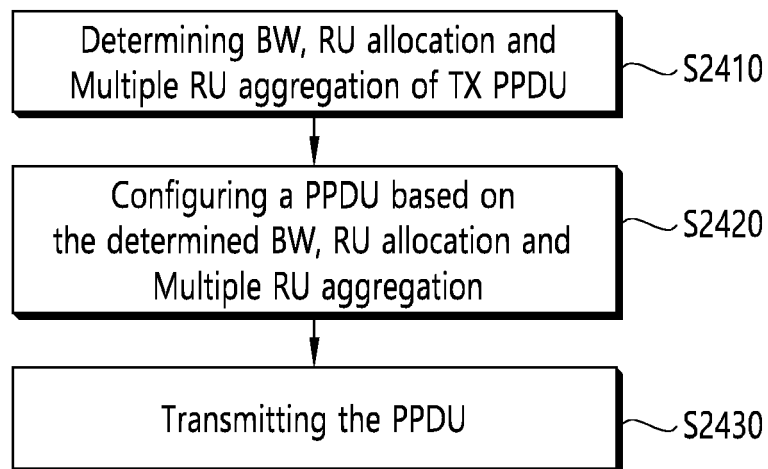 Determining BW, RU allocation and
Multiple RU aggregation of TX PPDU
S2410
Configuring a PPDU based on
the determined BW, RU allocation and
Multiple RU aggregation
S2420
Transmitting the PPDU
S2430